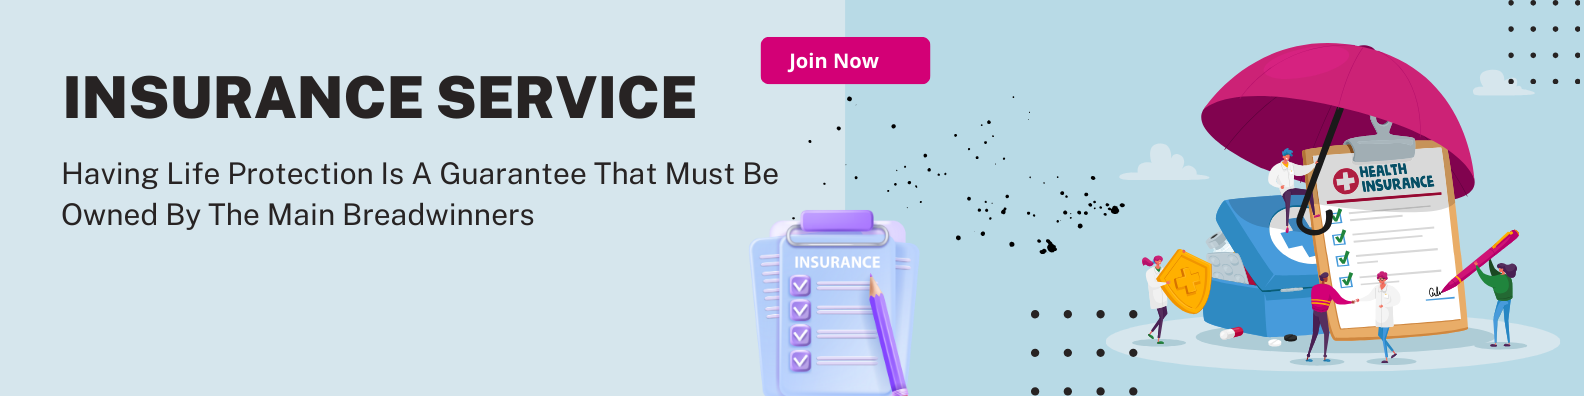 Join Now
INSURANCE SERVICE
Having Life Protection Is A Guarantee That Must Be
Owned By The Main Breadwinners
INSURANCE
HEALTH
INSURANCE